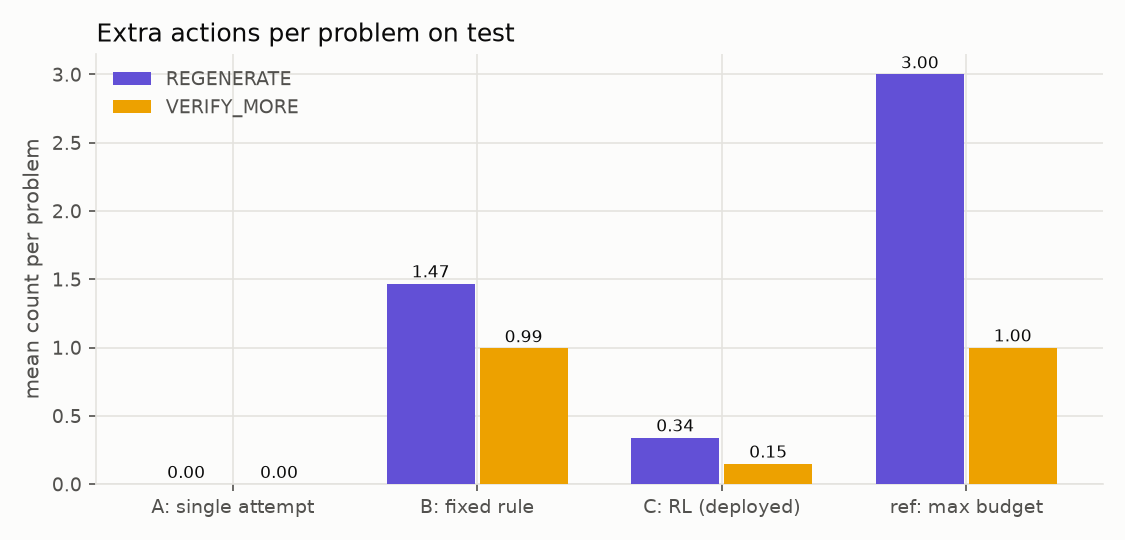 Extra actions per problem on test
REGENERATE
VERIFY_MORE
mean count per problem
3.0
2.5
2.0
1.5
1.0
0.5
0.0
0.00
0.00
1.47
0.99
0.34
0.15
3.00
1.00
A: single attempt
B: fixed rule
C: RL (deployed)
ref: max budget